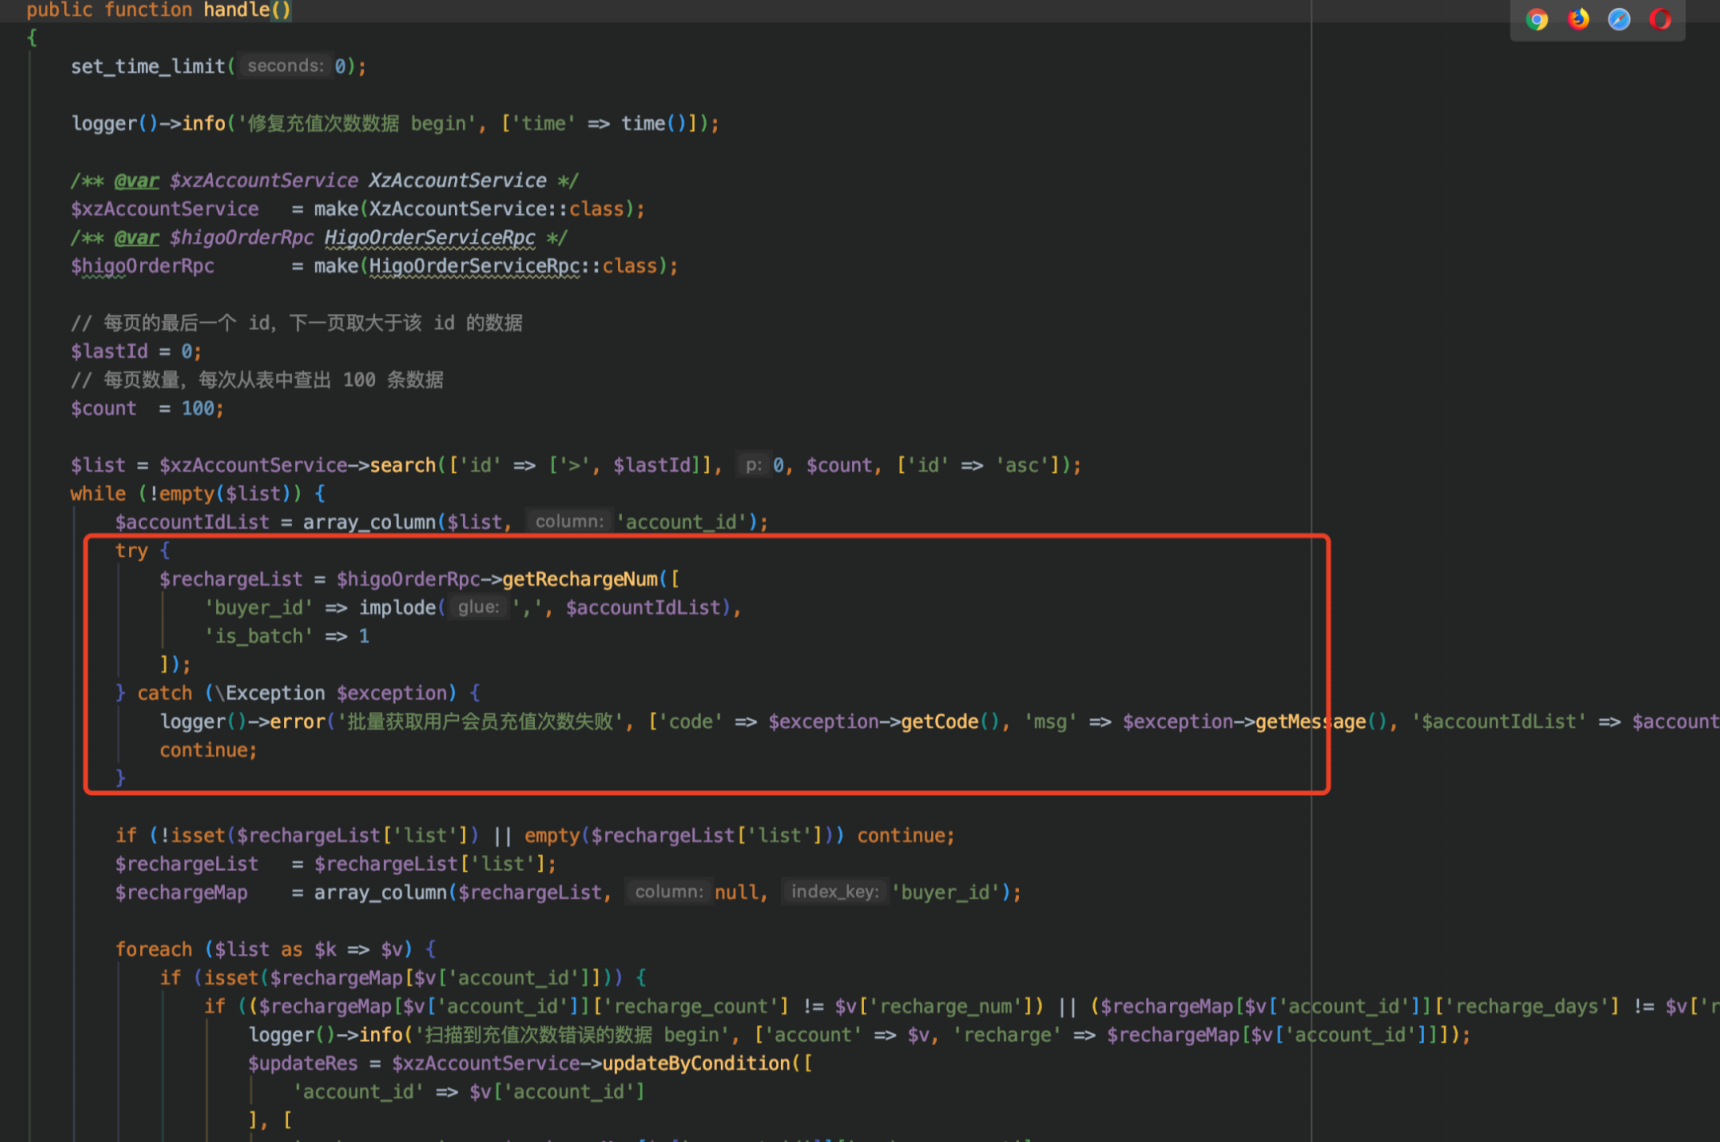 public function handle()
{
set_time_limit( seconds: 0);
logger()->info('修复充值次数数据 begin', ['time' => time()]);
/** @var $xzAccountService XzAccountService */
$xzAccountService = make(XzAccountService::class);
/** @var $higoOrderRpc HigoOrderServiceRpc */
$higoOrderRpc = make(HigoOrderServiceRpc::class);
// 每页的最后一个 id, 下一页取大于该 id 的数据
$lastId = 0;
// 每页数量, 每次从表中查出 100 条数据
$count = 100;
$list = $xzAccountService->search(['id' => ['>', $lastId]], p: 0, $count, ['id' => 'asc']);
while (!empty($list)) {
$accountIdList = array_column($list, column: 'account_id');
try {
$rechargeList = $higoOrderRpc->getRechargeNum([
'buyer_id' => implode( glue: ',', $accountIdList),
'is_batch' => 1
]);
} catch (\Exception $exception) {
logger()->error('批量获取用户会员充值次数失败', ['code' => $exception->getCode(), 'msg' => $exception->getMessage(), '$accountIdList' => $account
continue;
}
if (!isset($rechargeList['list']) || empty($rechargeList['list'])) continue;
$rechargeList = $rechargeList['list'];
$rechargeMap = array_column($rechargeList, column: null, index_key: 'buyer_id');
foreach ($list as $k => $v) {
if (isset($rechargeMap[$v['account_id']])) {
if (($rechargeMap[$v['account_id']]['recharge_count'] != $v['recharge_num']) || ($rechargeMap[$v['account_id']]['recharge_days'] != $v['r
logger()->info('扫描到充值次数错误的数据 begin', ['account' => $v, 'recharge' => $rechargeMap[$v['account_id']]]);
$updateRes = $xzAccountService->updateByCondition([
'account_id' => $v['account_id']
], [